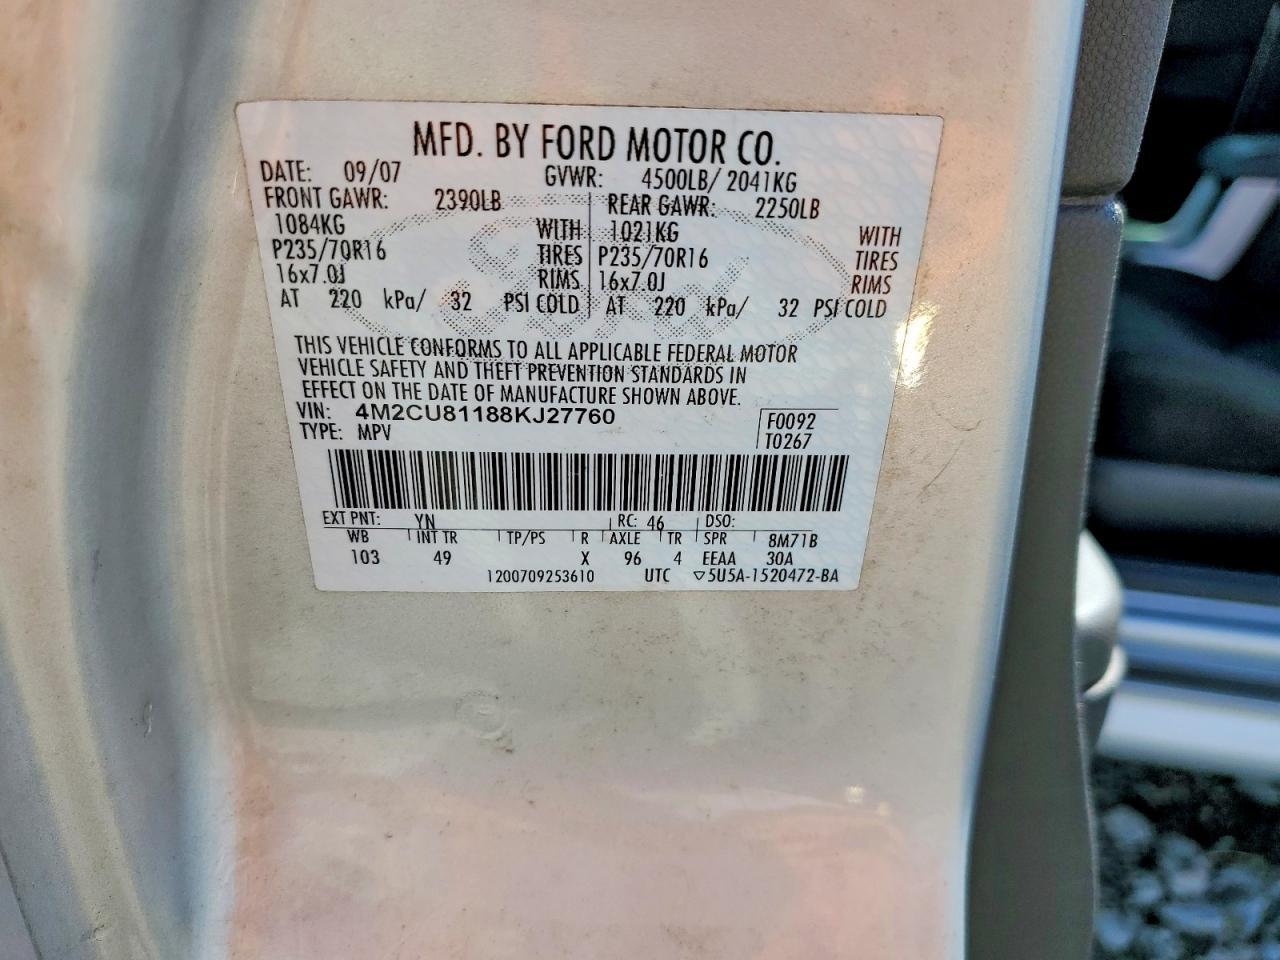 MFD. BY FORD MOTOR CO.
DATE: 09/07 GVWR: 4500LB/ 2041KG
FRONT GAWR: 2390LB REAR GAWR: 2250LB
1084KG WITH 1021KG WITH
P235/70R16 TIRES P235/70R16 TIRES
16x7.0J RIMS 16x7.0J RIMS
AT 220 kPa/ 32 PSI COLD AT 220 kPa/ 32 PSI COLD
THIS VEHICLE CONFORMS TO ALL APPLICABLE FEDERAL MOTOR
VEHICLE SAFETY AND THEFT PREVENTION STANDARDS IN
EFFECT ON THE DATE OF MANUFACTURE SHOWN ABOVE.
VIN: 4M2CU81188KJ27760 F0092
TYPE: MPV T0267
EXT PNT: YN RC: 46 DSO:
WB INT TR TP/PS R AXLE TR SPR 8M71B
103 49 X 96 4 EEAA 30A
1200709253610 UTC ▽5U5A-1520472-BA